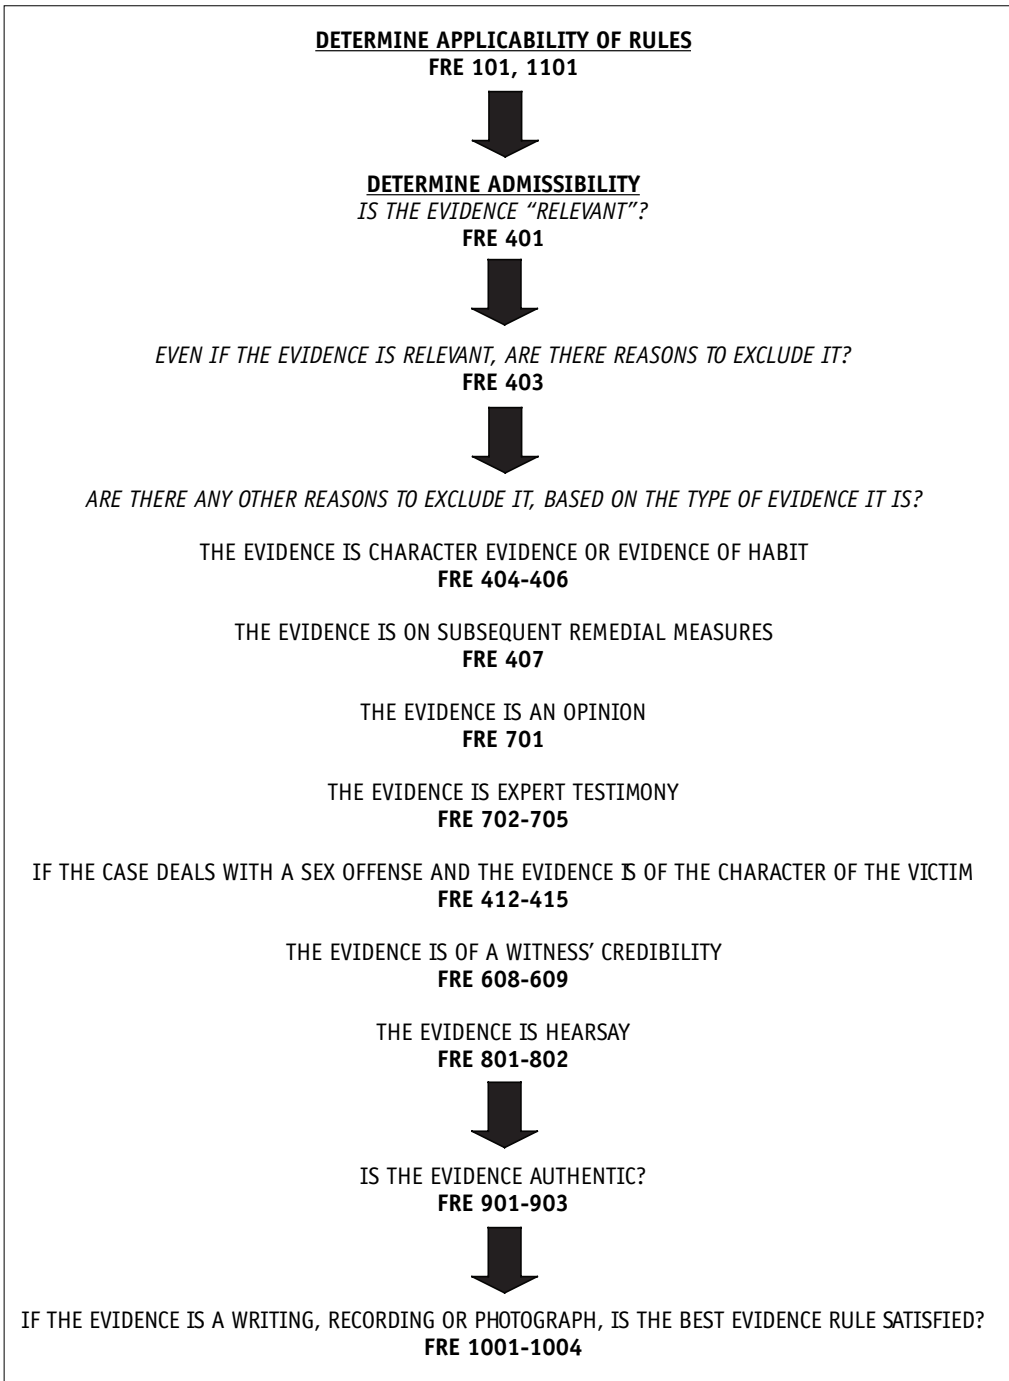 DETERMINE APPLICABILITY OF RULES
FRE 101, 1101
DETERMINE ADMISSIBILITY
IS THE EVIDENCE “RELEVANT”?
FRE 401
EVEN IF THE EVIDENCE IS RELEVANT, ARE THERE REASONS TO EXCLUDE IT?
FRE 403
ARE THERE ANY OTHER REASONS TO EXCLUDE IT, BASED ON THE TYPE OF EVIDENCE IT IS?
THE EVIDENCE IS CHARACTER EVIDENCE OR EVIDENCE OF HABIT
FRE 404-406
THE EVIDENCE IS ON SUBSEQUENT REMEDIAL MEASURES
FRE 407
THE EVIDENCE IS AN OPINION
FRE 701
THE EVIDENCE IS EXPERT TESTIMONY
FRE 702-705
IF THE CASE DEALS WITH A SEX OFFENSE AND THE EVIDENCE IS OF THE CHARACTER OF THE VICTIM
FRE 412-415
THE EVIDENCE IS OF A WITNESS’ CREDIBILITY
FRE 608-609
THE EVIDENCE IS HEARSAY
FRE 801-802
IS THE EVIDENCE AUTHENTIC?
FRE 901-903
IF THE EVIDENCE IS A WRITING, RECORDING OR PHOTOGRAPH, IS THE BEST EVIDENCE RULE SATISFIED?
FRE 1001-1004